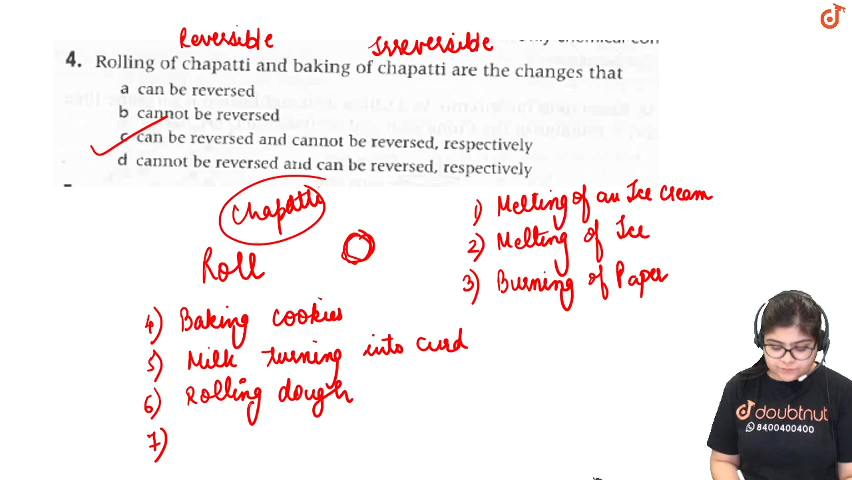 Reversible Irreversible
4. Rolling of chapatti and baking of chapatti are the changes that
a can be reversed
b cannot be reversed
c can be reversed and cannot be reversed, respectively
d cannot be reversed and can be reversed, respectively
Chapatti
Roll
1) Melting of an Ice cream
2) Melting of Ice
3) Burning of Paper
4) Baking cookies
5) Milk turning into curd
6) Rolling dough
7)
doubtnut
8400400400